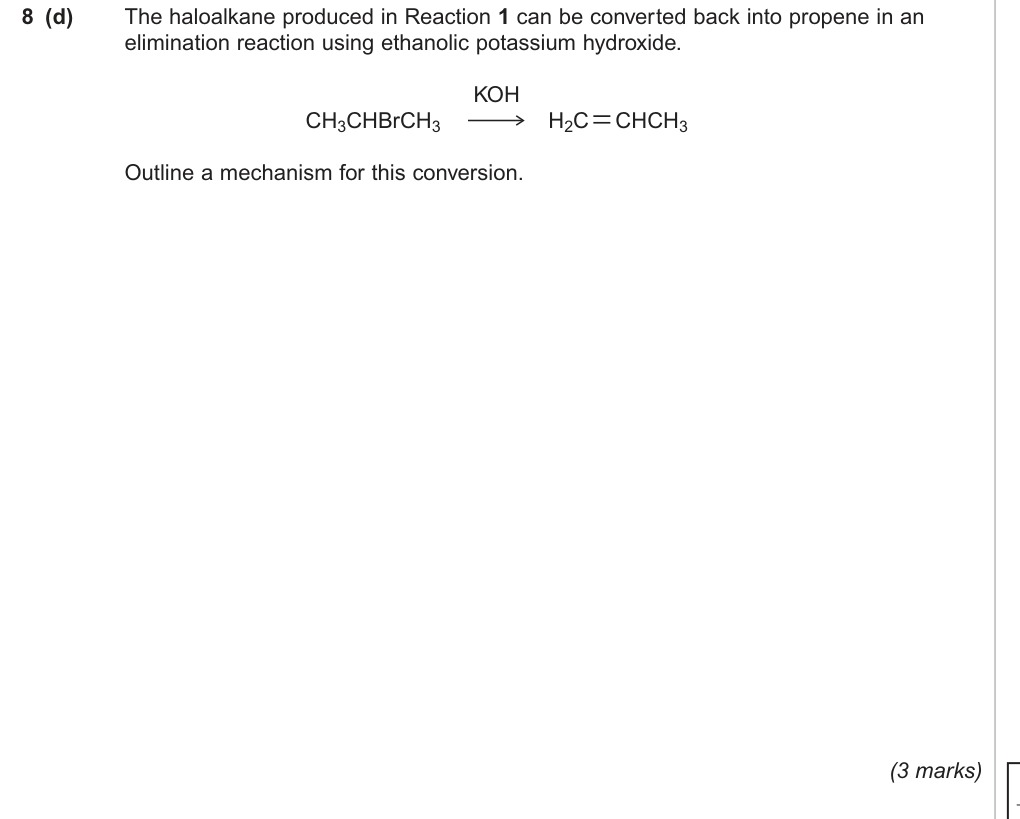 8 (d) The haloalkane produced in Reaction 1 can be converted back into propene in an
elimination reaction using ethanolic potassium hydroxide.
KOH
CH₃CHBrCH₃ ⟶ H₂C=CHCH₃
Outline a mechanism for this conversion.
(3 marks)